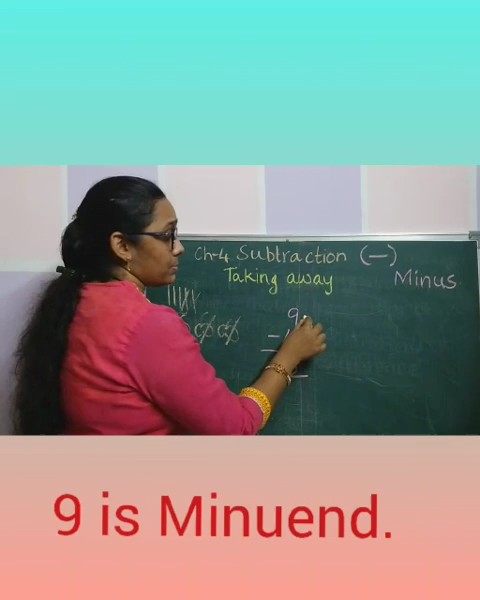 Ch-4 Subtraction (-)
Taking away
Minus
9
-
9 is Minuend.